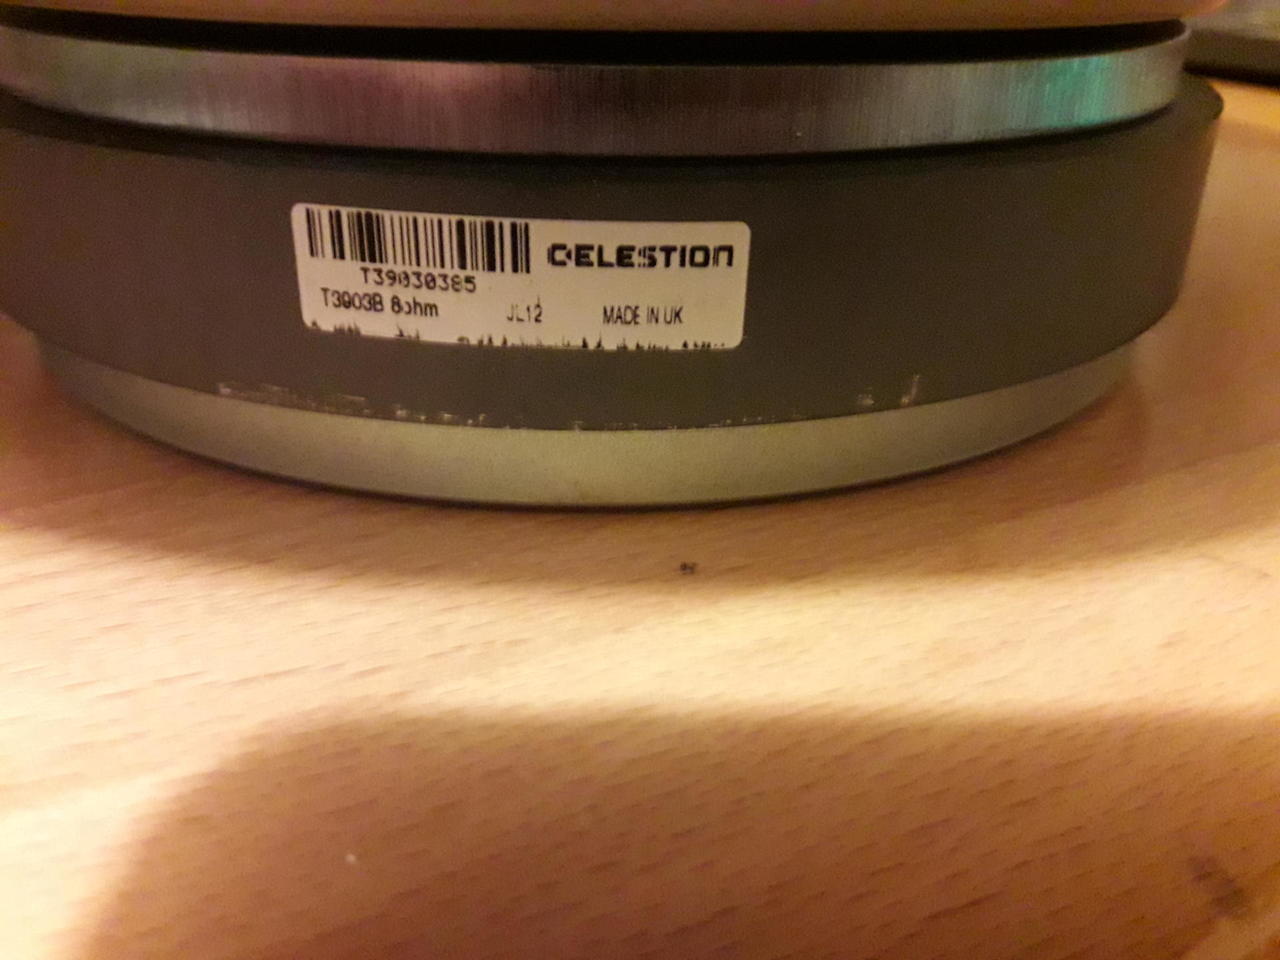 CELESTION
T39030385
T3903B 8ohm JL12 MADE IN UK